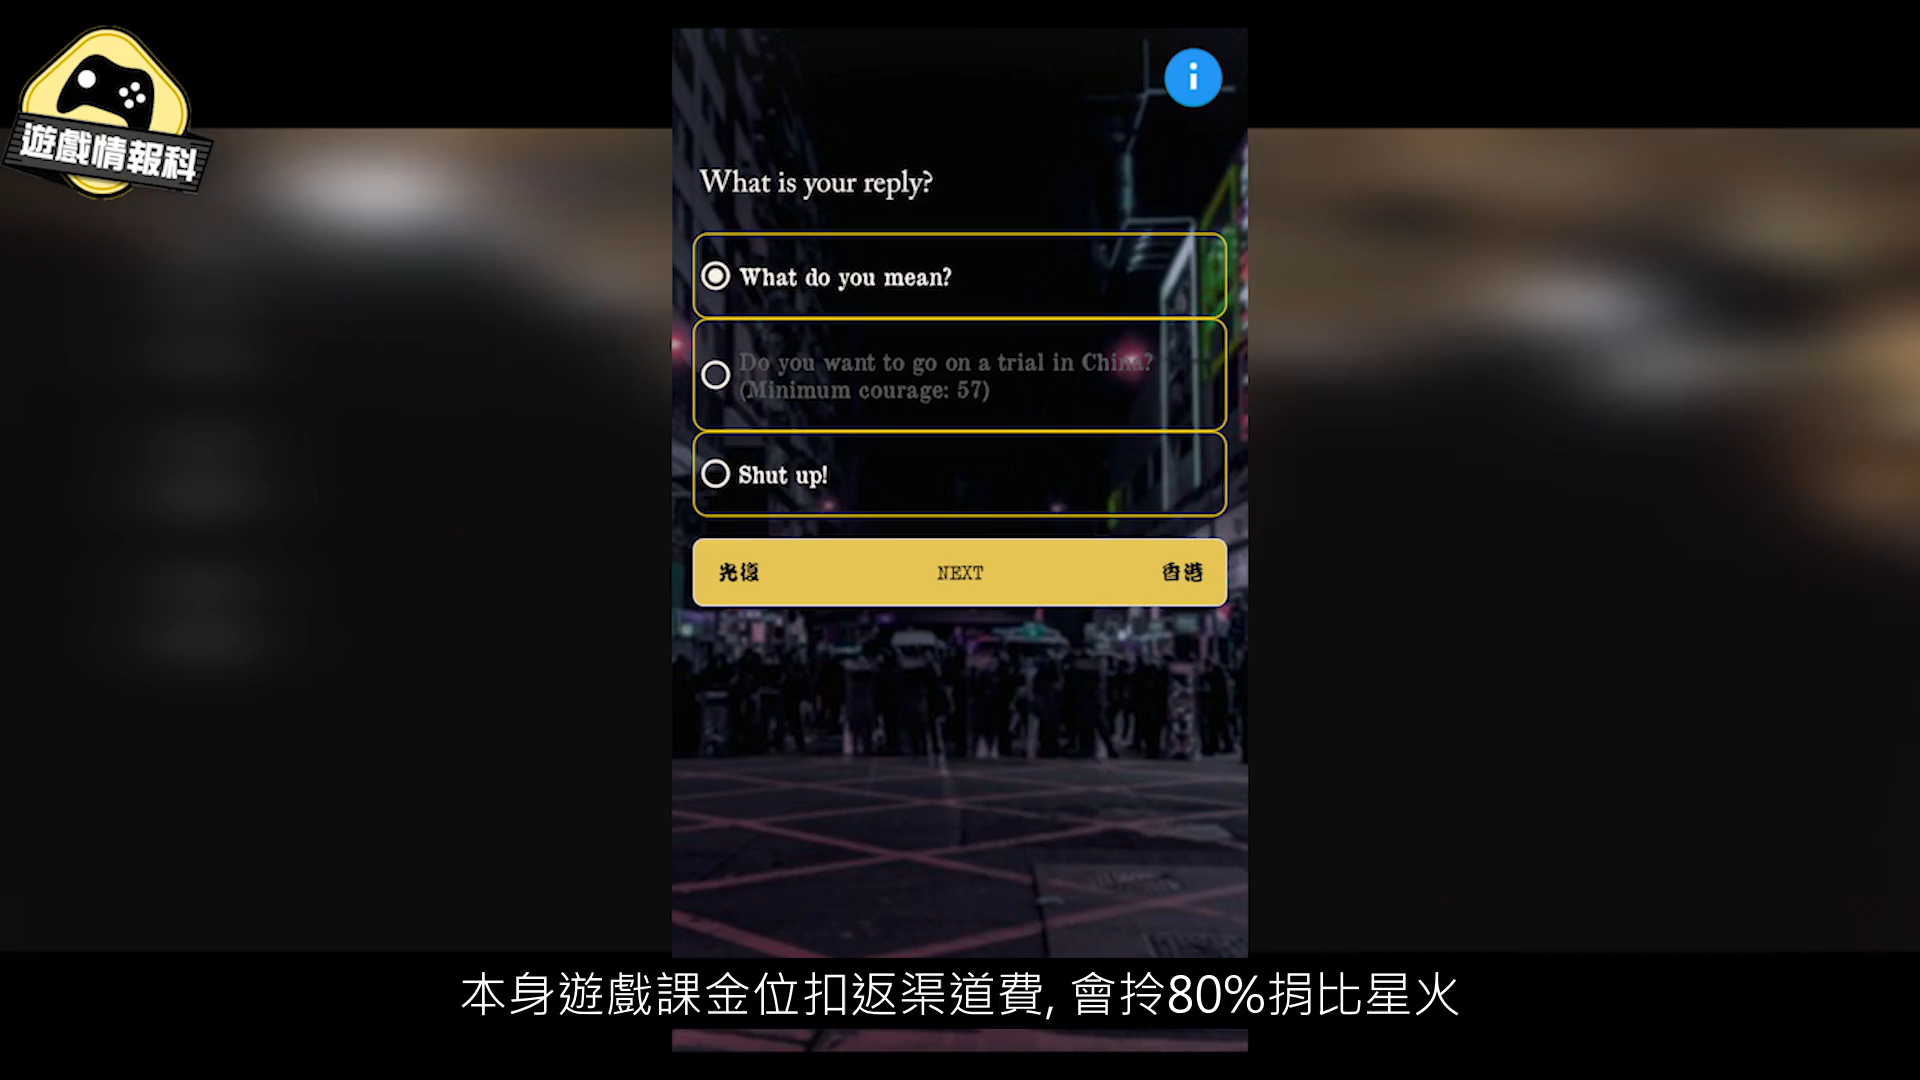 遊戲情報科
i
What is your reply?
What do you mean?
Do you want to go on a trial in China?
(Minimum courage: 57)
Shut up!
光復 NEXT 香港
本身遊戲課金位扣返渠道費, 會拎80%捐比星火